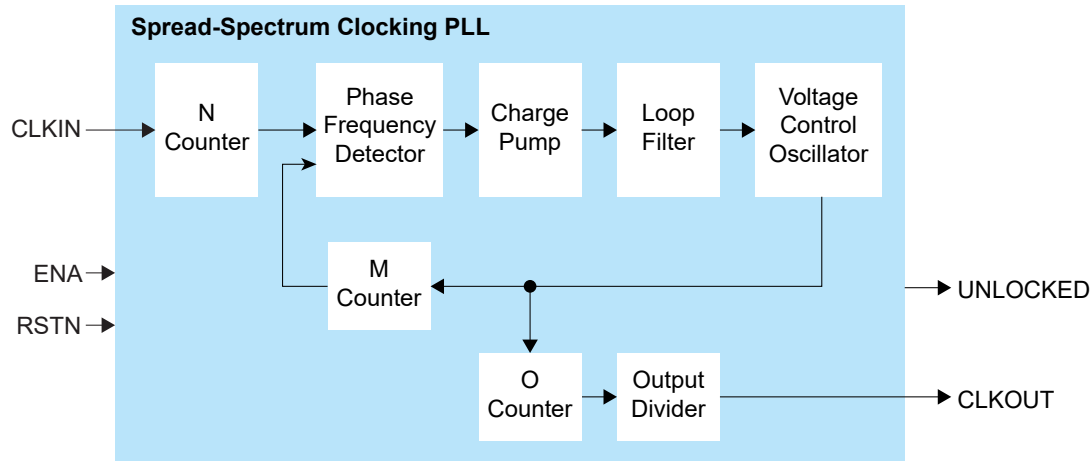 Spread-Spectrum Clocking PLL
CLKIN
N
Counter
Phase
Frequency
Detector
Charge
Pump
Loop
Filter
Voltage
Control
Oscillator
ENA
RSTN
M
Counter
UNLOCKED
O
Counter
Output
Divider
CLKOUT